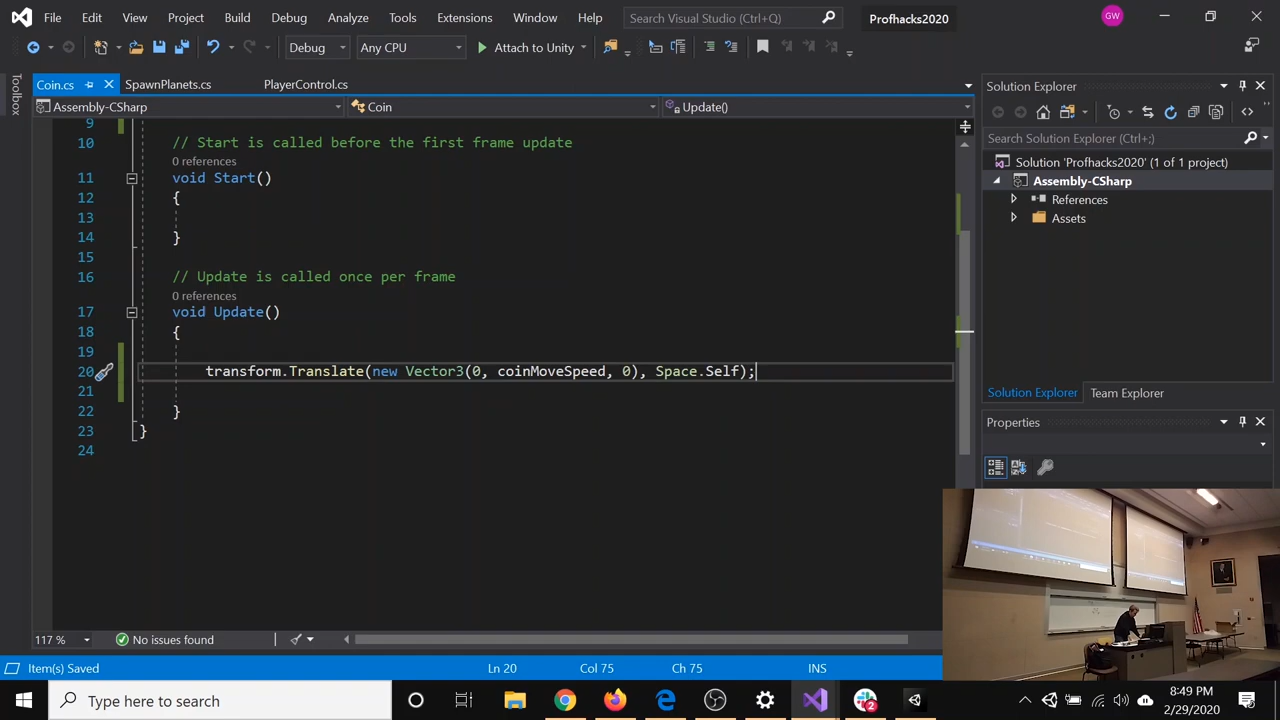 File Edit View Project Build Debug Analyze Tools Extensions Window Help Search Visual Studio (Ctrl+Q) Profhacks2020 GW
Debug Any CPU Attach to Unity
Toolbox
Coin.cs SpawnPlanets.cs PlayerControl.cs
Assembly-CSharp Coin Update()
9
10 // Start is called before the first frame update
0 references
11 void Start()
12 {
13
14 }
15
16 // Update is called once per frame
0 references
17 void Update()
18 {
19
20 transform.Translate(new Vector3(0, coinMoveSpeed, 0), Space.Self);
21
22 }
23 }
24
117 % No issues found
Solution Explorer
Search Solution Explorer (Ctrl+;)
Solution 'Profhacks2020' (1 of 1 project)
Assembly-CSharp
References
Assets
Solution Explorer Team Explorer
Properties
Item(s) Saved Ln 20 Col 75 Ch 75 INS
Type here to search
2
8:49 PM
2/29/2020